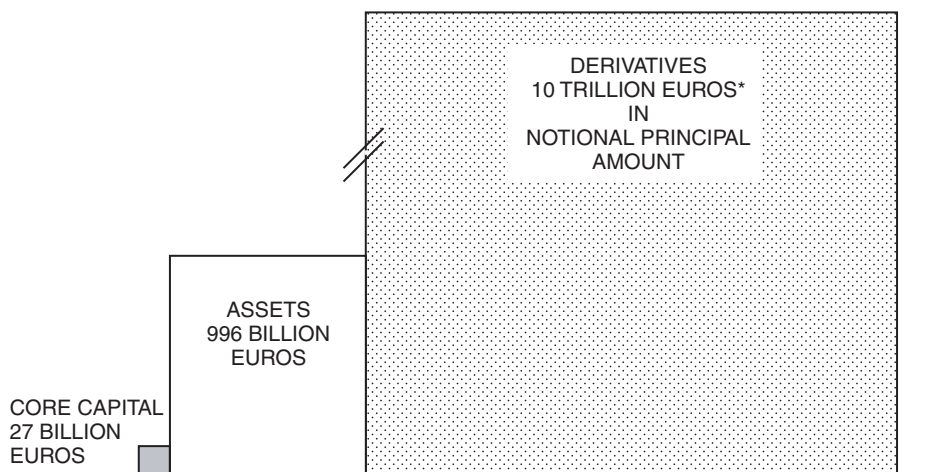 DERIVATIVES
10 TRILLION EUROS*
IN
NOTIONAL PRINCIPAL
AMOUNT
ASSETS
996 BILLION
EUROS
CORE CAPITAL
27 BILLION
EUROS